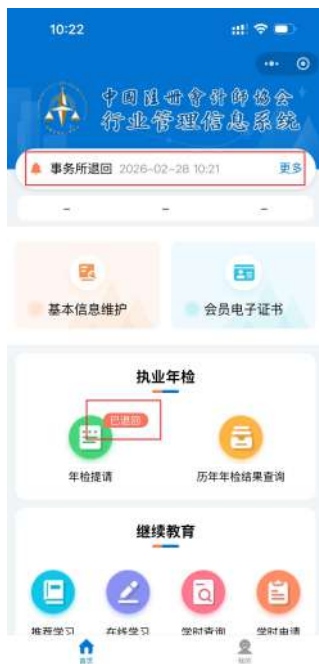 10:22
中国注册会计师协会
行业管理信息系统
事务所退回 2026-02-28 10:21 更多
- - -
基本信息维护 会员电子证书
执业年检
已退回
年检提请 历年年检结果查询
继续教育
推荐学习 在线学习 学时查询 学时申请
首页 我的